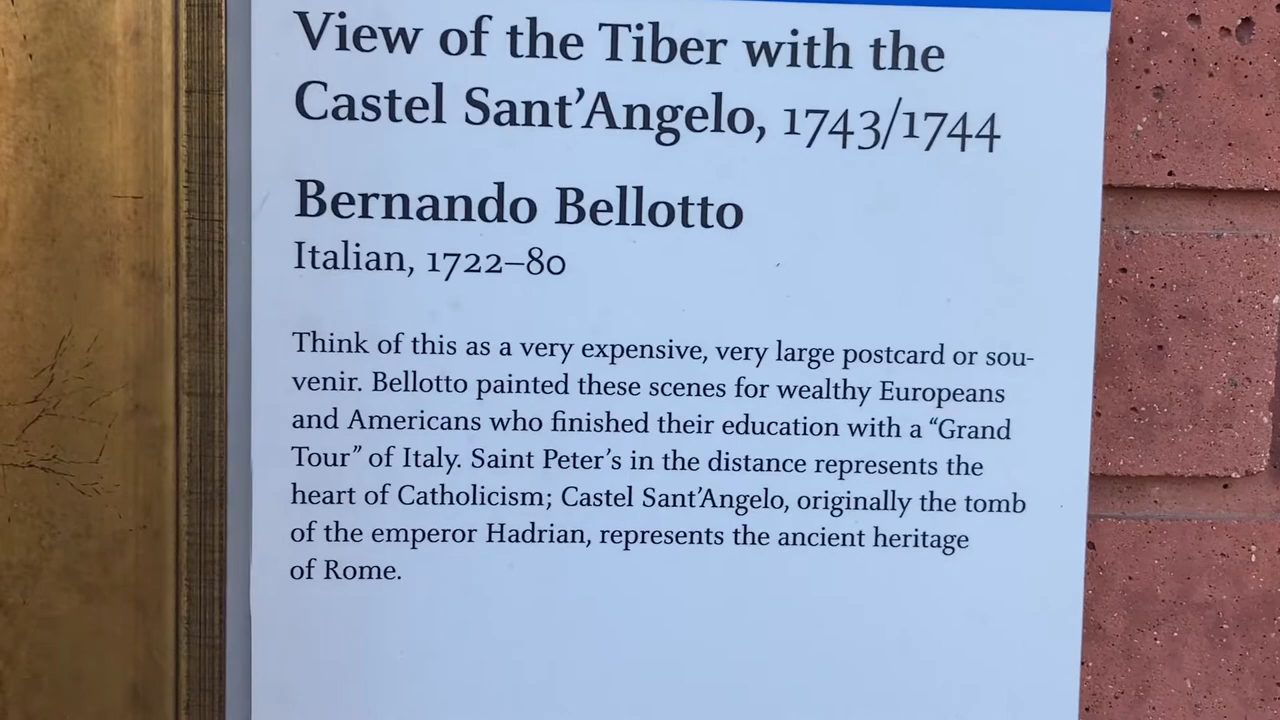 View of the Tiber with the
Castel Sant’Angelo, 1743/1744
Bernando Bellotto
Italian, 1722–80
Think of this as a very expensive, very large postcard or sou-
venir. Bellotto painted these scenes for wealthy Europeans
and Americans who finished their education with a “Grand
Tour” of Italy. Saint Peter’s in the distance represents the
heart of Catholicism; Castel Sant’Angelo, originally the tomb
of the emperor Hadrian, represents the ancient heritage
of Rome.